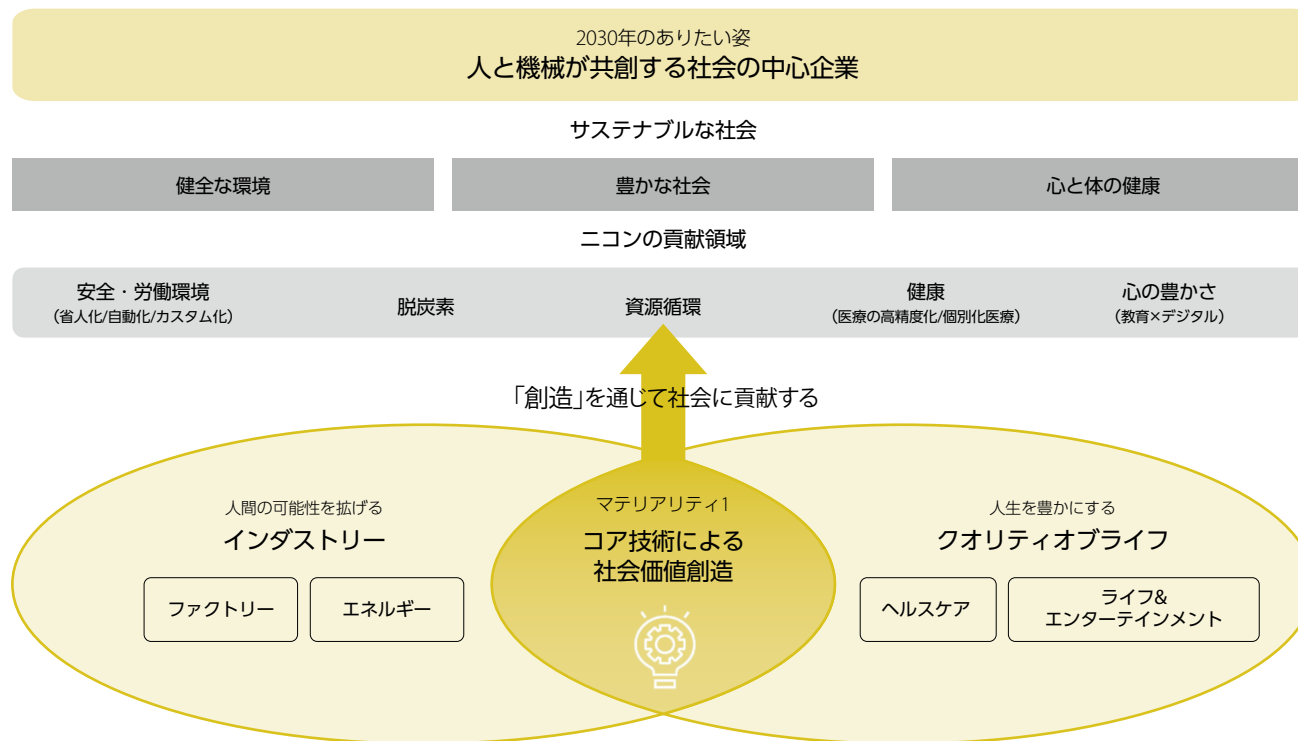 2030年のありたい姿
人と機械が共創する社会の中心企業
サステナブルな社会
健全な環境
豊かな社会
心と体の健康
ニコンの貢献領域
安全・労働環境
(省人化/自動化/カスタム化)
脱炭素
資源循環
健康
(医療の高精度化/個別化医療)
心の豊かさ
(教育×デジタル)
「創造」を通じて社会に貢献する
人間の可能性を拡げる
インダストリー
ファクトリー
エネルギー
マテリアリティ1
コア技術による
社会価値創造
人生を豊かにする
クオリティオブライフ
ヘルスケア
ライフ&
エンターテインメント